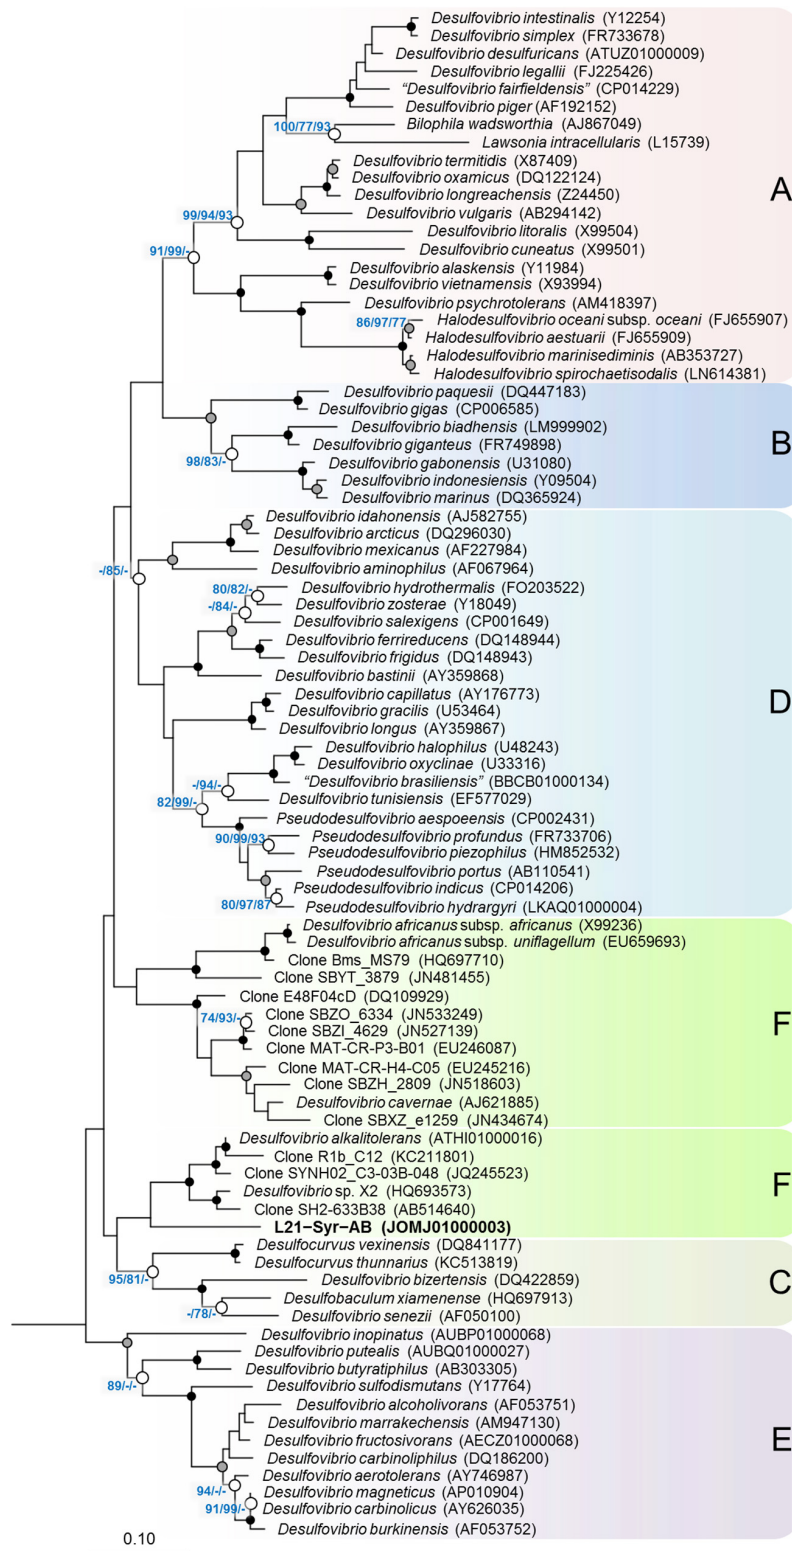 Desulfovibrio intestinalis (Y12254)
Desulfovibrio simplex (FR733678)
Desulfovibrio desulfuricans (ATUZ01000009)
Desulfovibrio legallii (FJ225426)
“Desulfovibrio fairfieldensis” (CP014229)
Desulfovibrio piger (AF192152)
100/77/93
Bilophila wadsworthia (AJ867049)
Lawsonia intracellularis (L15739)
Desulfovibrio termitidis (X87409)
Desulfovibrio oxamicus (DQ122124)
A
Desulfovibrio longreachensis (Z24450)
Desulfovibrio vulgaris (AB294142)
99/94/93
Desulfovibrio litoralis (X99504)
Desulfovibrio cuneatus (X99501)
91/99/-
Desulfovibrio alaskensis (Y11984)
Desulfovibrio vietnamensis (X93994)
Desulfovibrio psychrotolerans (AM418397)
86/97/77
Halodesulfovibrio oceani subsp. oceani (FJ655907)
Halodesulfovibrio aestuarii (FJ655909)
Halodesulfovibrio marinisediminis (AB353727)
Halodesulfovibrio spirochaetisodalis (LN614381)
Desulfovibrio paquesii (DQ447183)
Desulfovibrio gigas (CP006585)
Desulfovibrio biadhensis (LM999902)
Desulfovibrio giganteus (FR749898)
B
98/83/-
Desulfovibrio gabonensis (U31080)
Desulfovibrio indonesiensis (Y09504)
Desulfovibrio marinus (DQ365924)
Desulfovibrio idahonensis (AJ582755)
Desulfovibrio arcticus (DQ296030)
Desulfovibrio mexicanus (AF227984)
-/85/-
Desulfovibrio aminophilus (AF067964)
80/82/-
Desulfovibrio hydrothermalis (FO203522)
-/84/-
Desulfovibrio zosterae (Y18049)
Desulfovibrio salexigens (CP001649)
Desulfovibrio ferrireducens (DQ148944)
Desulfovibrio frigidus (DQ148943)
Desulfovibrio bastinii (AY359868)
Desulfovibrio capillatus (AY176773)
D
Desulfovibrio gracilis (U53464)
Desulfovibrio longus (AY359867)
Desulfovibrio halophilus (U48243)
Desulfovibrio oxyclinae (U33316)
-/94/-
“Desulfovibrio brasiliensis” (BBCB01000134)
82/99/-
Desulfovibrio tunisiensis (EF577029)
Pseudodesulfovibrio aespoeensis (CP002431)
90/99/93
Pseudodesulfovibrio profundus (FR733706)
Pseudodesulfovibrio piezophilus (HM852532)
Pseudodesulfovibrio portus (AB110541)
Pseudodesulfovibrio indicus (CP014206)
80/97/87
Pseudodesulfovibrio hydrargyri (LKAQ01000004)
Desulfovibrio africanus subsp. africanus (X99236)
Desulfovibrio africanus subsp. uniflagellum (EU659693)
Clone Bms_MS79 (HQ697710)
Clone SBYT_3879 (JN481455)
Clone E48F04cD (DQ109929)
74/93/-
Clone SBZO_6334 (JN533249)
F
Clone SBZI_4629 (JN527139)
Clone MAT-CR-P3-B01 (EU246087)
Clone MAT-CR-H4-C05 (EU245216)
Clone SBZH_2809 (JN518603)
Desulfovibrio cavernae (AJ621885)
Clone SBXZ_e1259 (JN434674)
Desulfovibrio alkalitolerans (ATHI01000016)
Clone R1b_C12 (KC211801)
Clone SYNH02_C3-03B-048 (JQ245523)
F
Desulfovibrio sp. X2 (HQ693573)
Clone SH2-633B38 (AB514640)
L21−Syr−AB (JOMJ01000003)
Desulfocurvus vexinensis (DQ841177)
Desulfocurvus thunnarius (KC513819)
95/81/-
Desulfovibrio bizertensis (DQ422859)
C
Desulfobaculum xiamenense (HQ697913)
-/78/-
Desulfovibrio senezii (AF050100)
Desulfovibrio inopinatus (AUBP01000068)
Desulfovibrio putealis (AUBQ01000027)
Desulfovibrio butyratiphilus (AB303305)
89/-/-
Desulfovibrio sulfodismutans (Y17764)
Desulfovibrio alcoholivorans (AF053751)
Desulfovibrio marrakechensis (AM947130)
Desulfovibrio fructosivorans (AECZ01000068)
E
Desulfovibrio carbinoliphilus (DQ186200)
Desulfovibrio aerotolerans (AY746987)
94/-/-
Desulfovibrio magneticus (AP010904)
91/99/-
Desulfovibrio carbinolicus (AY626035)
Desulfovibrio burkinensis (AF053752)
0.10